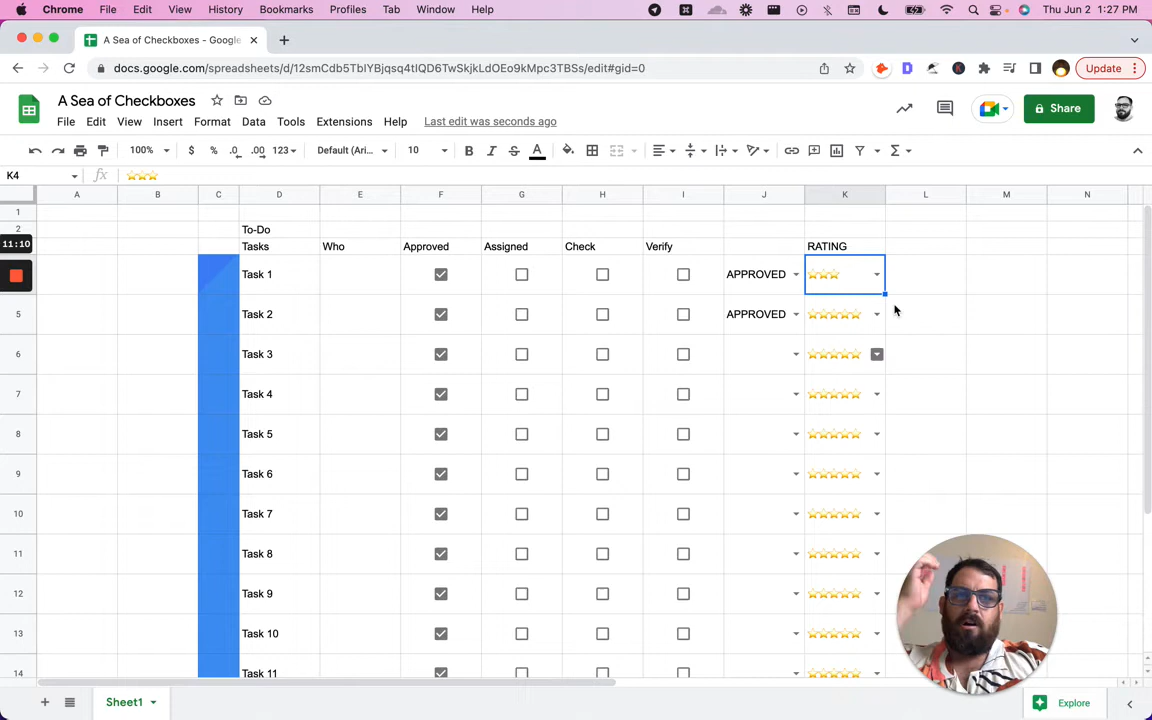 Chrome File Edit View History Bookmarks Profiles Tab Window Help Thu Jun 2 1:27 PM
A Sea of Checkboxes - Google
docs.google.com/spreadsheets/d/12smCdb5TblYBjqsq4tIQD6TwSkjkLdOEo9kMpc3TBSs/edit#gid=0 Update
A Sea of Checkboxes
File Edit View Insert Format Data Tools Extensions Help Last edit was seconds ago
Share
100% $ % .0 .00 123 Default (Ari... 10 B I S A
K4 fx ⭐⭐⭐
A B C D E F G H I J K L M N
1
2 To-Do
11:10 Tasks Who Approved Assigned Check Verify RATING
Task 1 APPROVED ⭐⭐⭐
5 Task 2 APPROVED ⭐⭐⭐⭐⭐
6 Task 3 ⭐⭐⭐⭐⭐
7 Task 4 ⭐⭐⭐⭐⭐
8 Task 5 ⭐⭐⭐⭐⭐
9 Task 6 ⭐⭐⭐⭐⭐
10 Task 7 ⭐⭐⭐⭐⭐
11 Task 8 ⭐⭐⭐⭐⭐
12 Task 9 ⭐⭐⭐⭐⭐
13 Task 10 ⭐⭐⭐⭐⭐
14 Task 11 ⭐⭐⭐⭐⭐
Sheet1 Explore